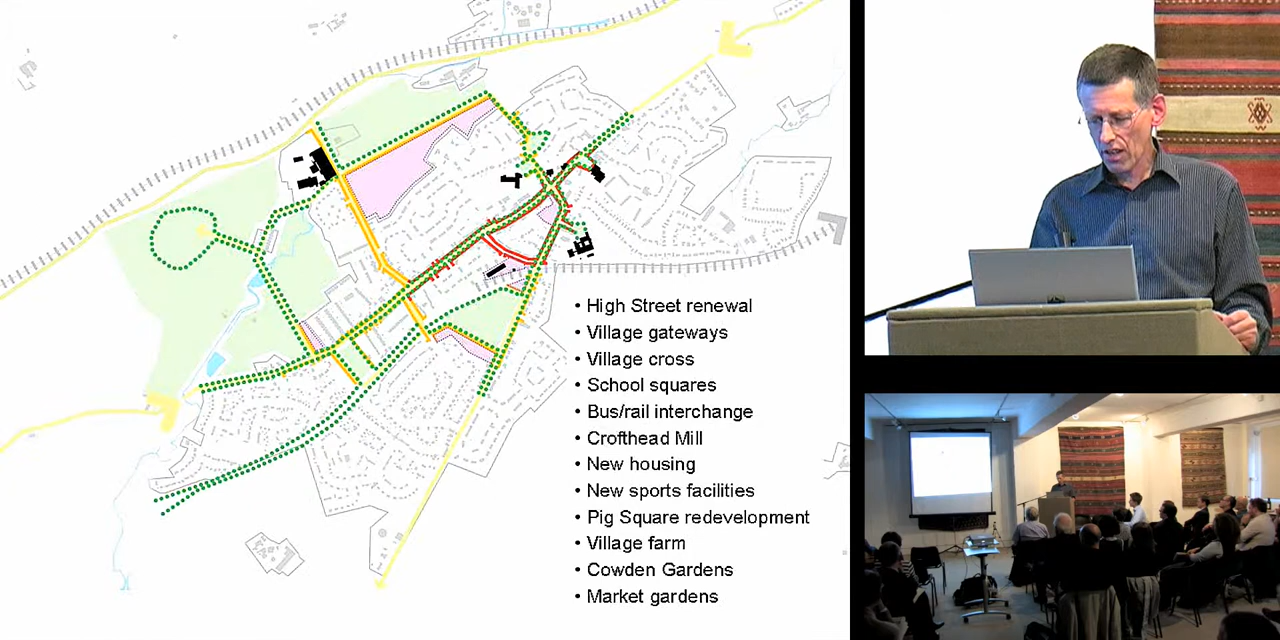 • High Street renewal
• Village gateways
• Village cross
• School squares
• Bus/rail interchange
• Crofthead Mill
• New housing
• New sports facilities
• Pig Square redevelopment
• Village farm
• Cowden Gardens
• Market gardens